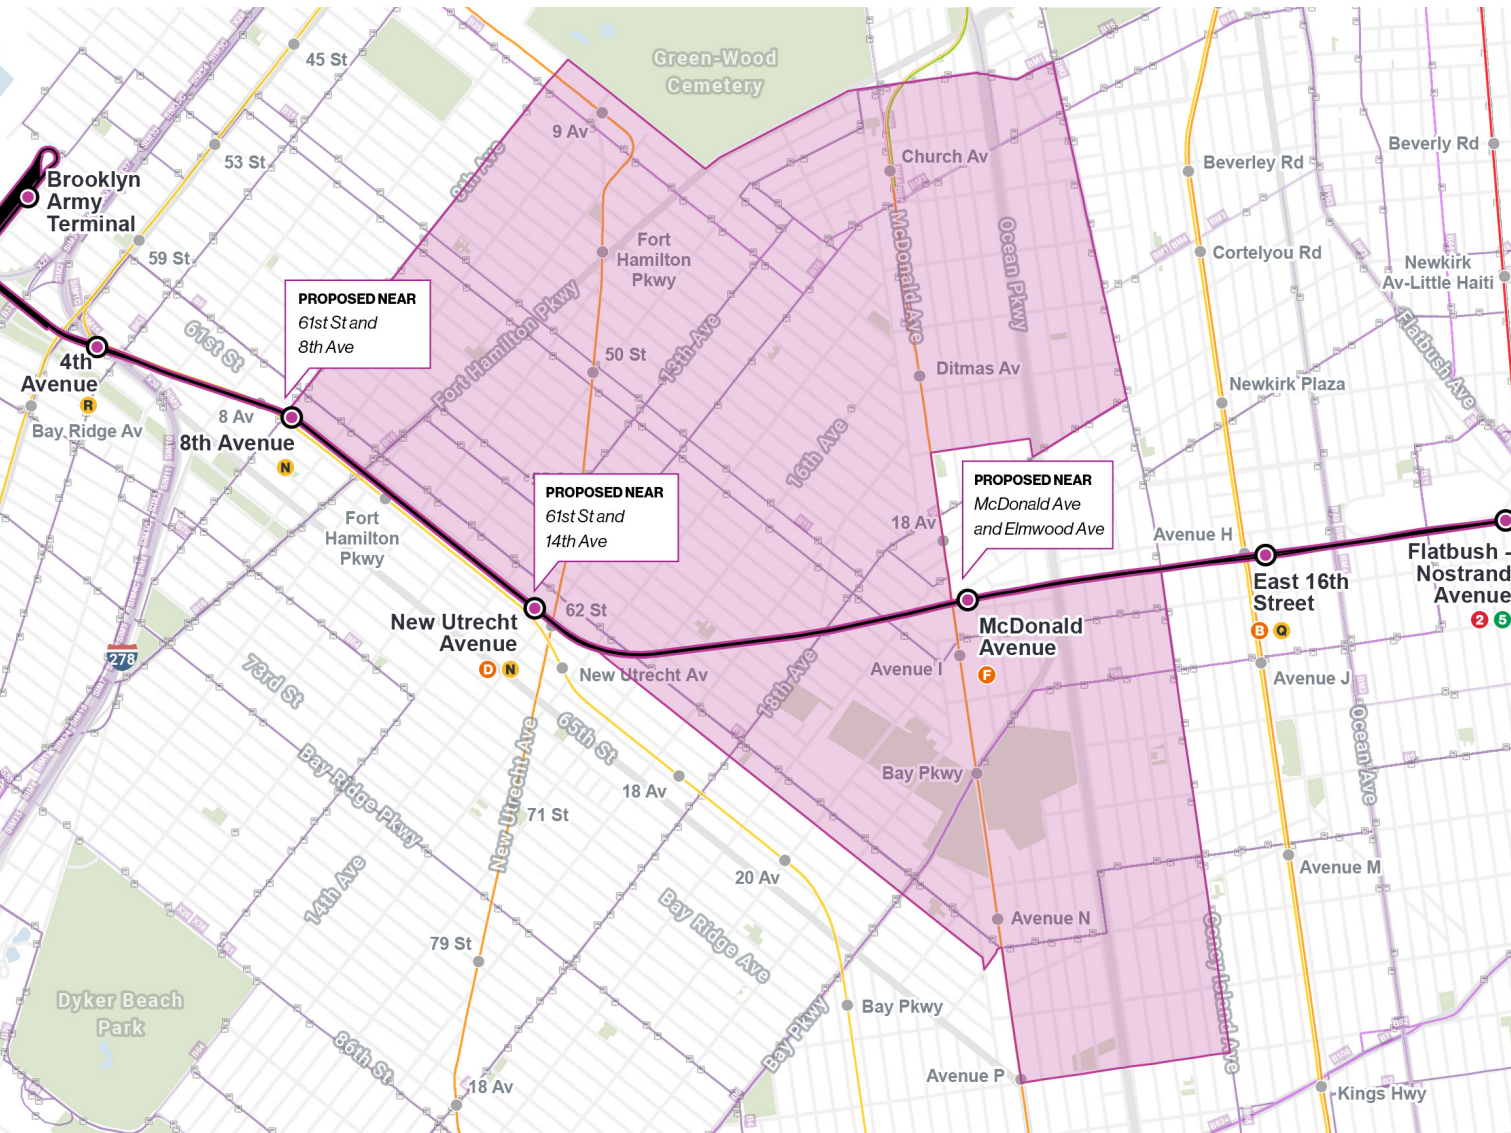 Green-Wood
Cemetery
45 St
53 St
59 St
9 Av
8th Ave
Church Av
Beverley Rd
Beverly Rd
Brooklyn
Army
Terminal
Fort
Hamilton
Pkwy
McDonald Ave
Ocean Pkwy
Cortelyou Rd
Newkirk
Av-Little Haiti
PROPOSED NEAR
61st St and
8th Ave
61st St
Fort Hamilton Pkwy
13th Ave
50 St
Ditmas Av
Newkirk Plaza
Flatbush Ave
4th
Avenue
R
Bay Ridge Av
8 Av
8th Avenue
N
16th Ave
PROPOSED NEAR
61st St and
14th Ave
PROPOSED NEAR
McDonald Ave
and Elmwood Ave
18 Av
Fort
Hamilton
Pkwy
Avenue H
Flatbush -
Nostrand
Avenue
2 5
East 16th
Street
B Q
62 St
New Utrecht
Avenue
D N
New Utrecht Av
McDonald
Avenue
F
Avenue I
278
73rd St
65th St
18th Ave
Avenue J
Ocean Ave
Bay Ridge Pkwy
New Utrecht Ave
18 Av
Bay Pkwy
71 St
14th Ave
20 Av
Avenue M
Bay Ridge Ave
Avenue N
79 St
Coney Island Ave
Dyker Beach
Park
Bay Pkwy
Bay Pkwy
86th St
18 Av
Avenue P
Kings Hwy